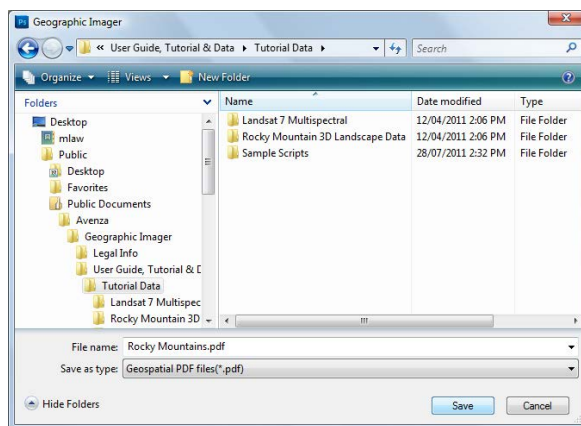 Ps Geographic Imager
« User Guide, Tutorial & Data ▸ Tutorial Data ▸ Search
Organize Views New Folder
Folders
Name Date modified Type
Desktop
mlaw
Public
Desktop
Favorites
Public Documents
Avenza
Geographic Imager
Legal Info
User Guide, Tutorial & D
Tutorial Data
Landsat 7 Multispec
Rocky Mountain 3D
Landsat 7 Multispectral 12/04/2011 2:06 PM File Folder
Rocky Mountain 3D Landscape Data 12/04/2011 2:06 PM File Folder
Sample Scripts 28/07/2011 2:32 PM File Folder
File name: Rocky Mountains.pdf
Save as type: Geospatial PDF files(*.pdf)
Hide Folders Save Cancel